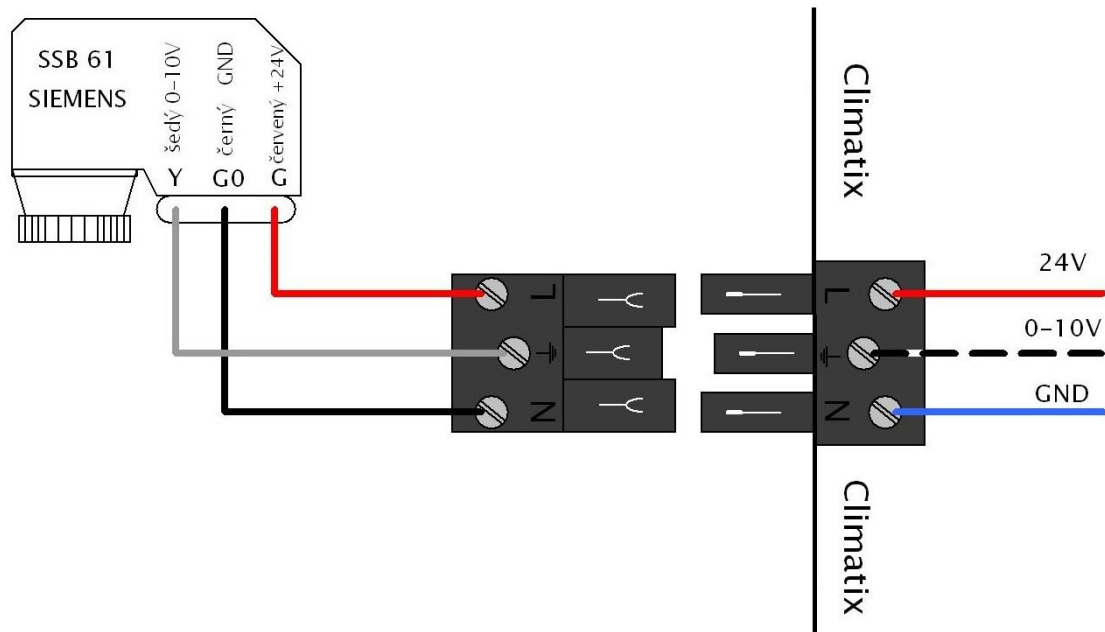 SSB 61
SIEMENS
šedý 0-10V
černý GND
červený +24V
Y G0 G
Climatix
L
N
L
N
24V
0-10V
GND
Climatix